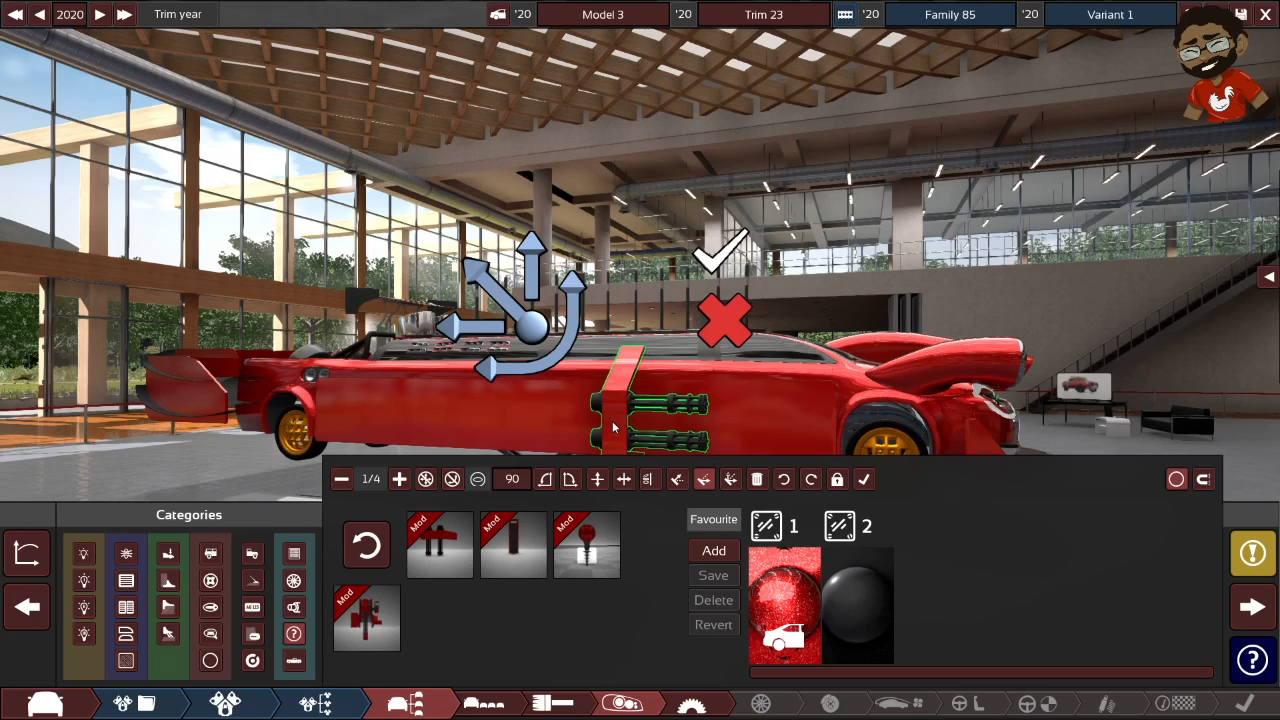 2020 Trim year '20 Model 3 '20 Trim 23 '20 Family 85 '20 Variant 1
1/4 90
Categories
Mod Mod Mod
Mod
Favourite 1 2
Add
Save
Delete
Revert